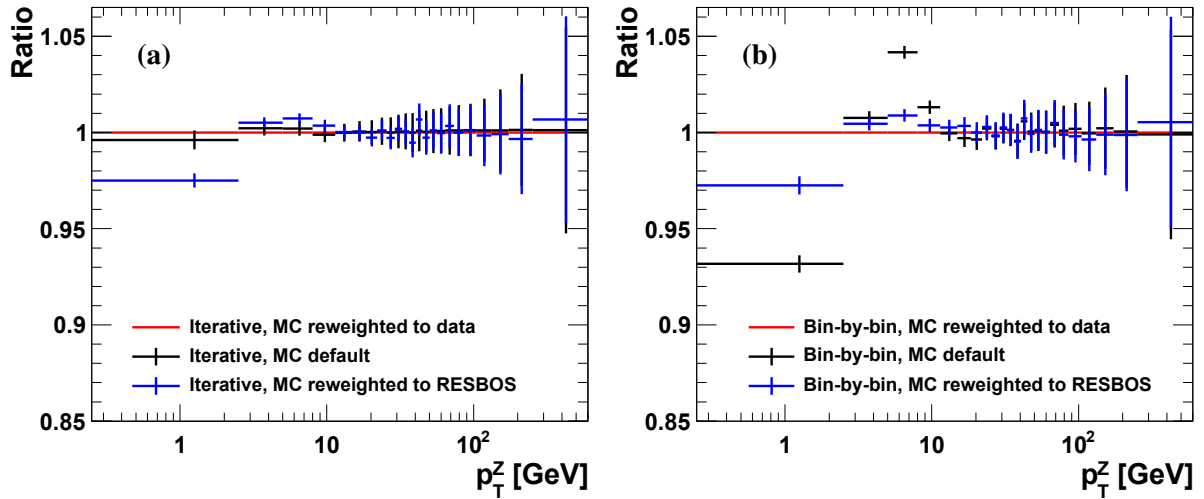 Ratio
1.05
1
0.95
0.9
0.85
(a)
Iterative, MC reweighted to data
Iterative, MC default
Iterative, MC reweighted to RESBOS
1
10
10²
p_T^Z [GeV]
Ratio
1.05
1
0.95
0.9
0.85
(b)
Bin-by-bin, MC reweighted to data
Bin-by-bin, MC default
Bin-by-bin, MC reweighted to RESBOS
1
10
10²
p_T^Z [GeV]